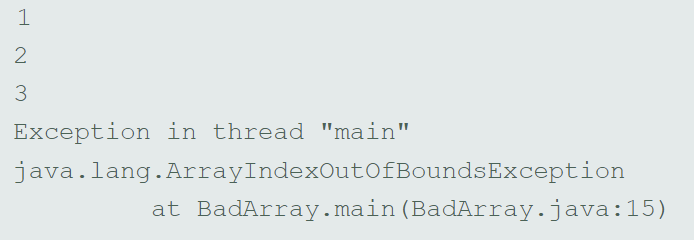 1
2
3
Exception in thread "main"
java.lang.ArrayIndexOutOfBoundsException
at BadArray.main(BadArray.java:15)